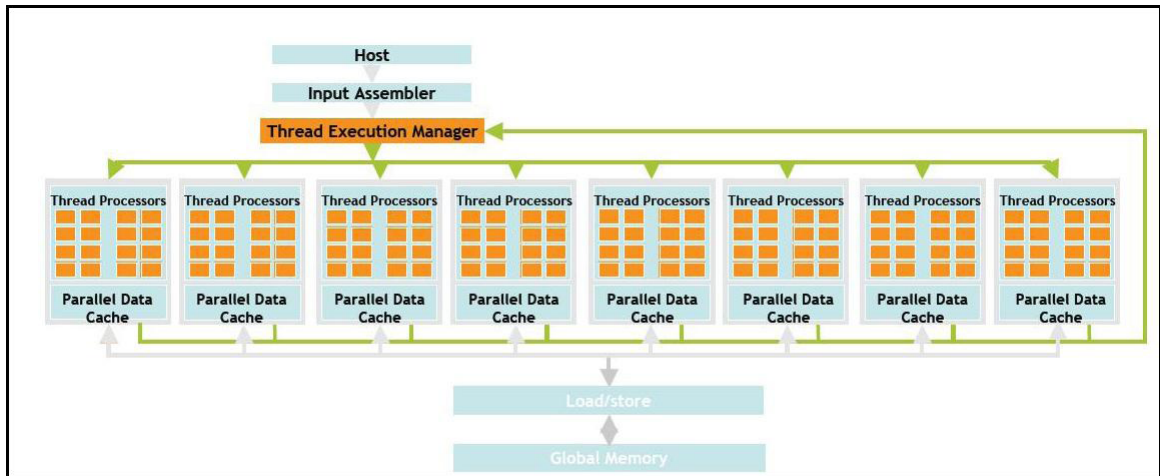 Host
Input Assembler
Thread Execution Manager
Thread Processors
Thread Processors
Thread Processors
Thread Processors
Thread Processors
Thread Processors
Thread Processors
Thread Processors
Parallel Data
Cache
Parallel Data
Cache
Parallel Data
Cache
Parallel Data
Cache
Parallel Data
Cache
Parallel Data
Cache
Parallel Data
Cache
Parallel Data
Cache
Load/store
Global Memory